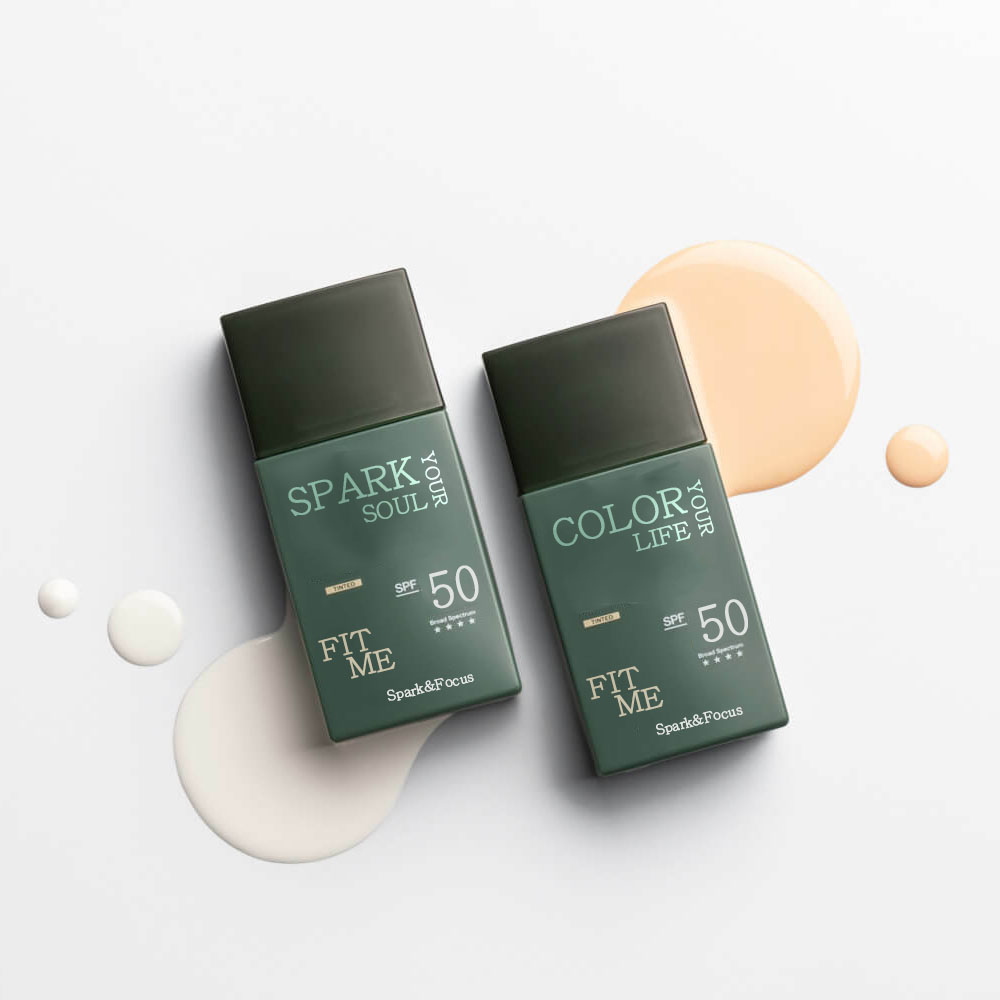 SPARK YOUR
SOUL
TINTED
SPF 50
Broad Spectrum
FIT
ME
Spark&Focus
COLOR YOUR
LIFE
TINTED
SPF 50
Broad Spectrum
FIT
ME
Spark&Focus